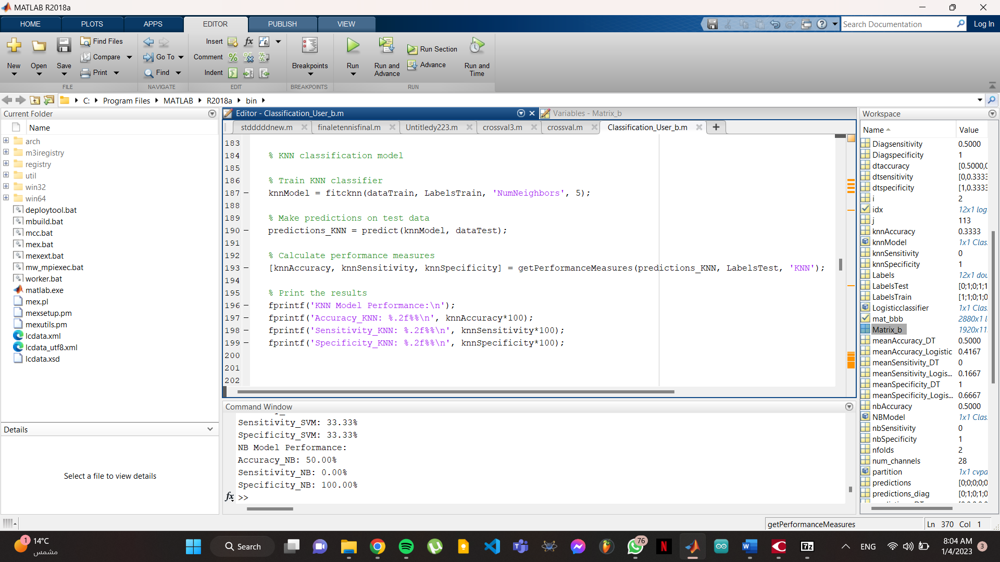 MATLAB R2018a
HOME PLOTS APPS EDITOR PUBLISH VIEW
Search Documentation
Log In
New
Open
Save
Find Files
Compare
Print
FILE
Go To
Find
NAVIGATE
Insert
Comment
Indent
EDIT
Breakpoints
BREAKPOINTS
Run
Run and Advance
Run Section
Advance
Run and Time
RUN
C: Program Files MATLAB R2018a bin
Current Folder
Name
arch
m3iregistry
registry
util
win32
win64
deploytool.bat
mbuild.bat
mcc.bat
mex.bat
mexext.bat
mw_mpiexec.bat
worker.bat
matlab.exe
mex.pl
mexsetup.pm
mexutils.pm
lcdata.xml
lcdata_utf8.xml
lcdata.xsd
Details
Select a file to view details
Editor - Classification_User_b.m
Variables - Matrix_b
stdddddnew.m finaletennisfinal.m Untitledy223.m crossval3.m crossval.m Classification_User_b.m
183
184 % KNN classification model
185
186 % Train KNN classifier
187 knnModel = fitcknn(dataTrain, LabelsTrain, 'NumNeighbors', 5);
188
189 % Make predictions on test data
190 predictions_KNN = predict(knnModel, dataTest);
191
192 % Calculate performance measures
193 [knnAccuracy, knnSensitivity, knnSpecificity] = getPerformanceMeasures(predictions_KNN, LabelsTest, 'KNN');
194
195 % Print the results
196 fprintf('KNN Model Performance:\n');
197 fprintf('Accuracy_KNN: %.2f%%\n', knnAccuracy*100);
198 fprintf('Sensitivity_KNN: %.2f%%\n', knnSensitivity*100);
199 fprintf('Specificity_KNN: %.2f%%\n', knnSpecificity*100);
200
201
202
Command Window
Sensitivity_SVM: 33.33%
Specificity_SVM: 33.33%
NB Model Performance:
Accuracy_NB: 50.00%
Sensitivity_NB: 0.00%
Specificity_NB: 100.00%
fx >>
Workspace
Name Value
Diagsensitivity 0.5000
Diagspecificity 1
dtaccuracy [0.5000,0
dtsensitivity [0,0.3333
dtspecificity [1,0.3333
i 2
idx 12x1 log
j 113
knnAccuracy 0.3333
knnModel 1x1 Clas
knnSensitivity 0
knnSpecificity 1
Labels 12x1 dou
LabelsTest [0;1;0;1;1
LabelsTrain [1;1;0;1;0
Logisticclassifier 1x1 Clas
mat_bbb 2880x1 l
Matrix_b 1920x11
meanAccuracy_DT 0.5000
meanAccuracy_Logistic 0.4167
meanSensitivity_DT 0
meanSensitivity_Logis... 0.1667
meanSpecificity_DT 1
meanSpecificity_Logis... 0.6667
nbAccuracy 0.5000
NBModel 1x1 Clas
nbSensitivity 0
nbSpecificity 1
nfolds 2
num_channels 28
partition 1x1 cvpa
predictions [0;0;0;0;0
predictions_diag [0;1;0;1;0
getPerformanceMeasures
Ln 370 Col 1
1
14°C
مشمس
Search
76
ENG
8:04 AM
1/4/2023
3